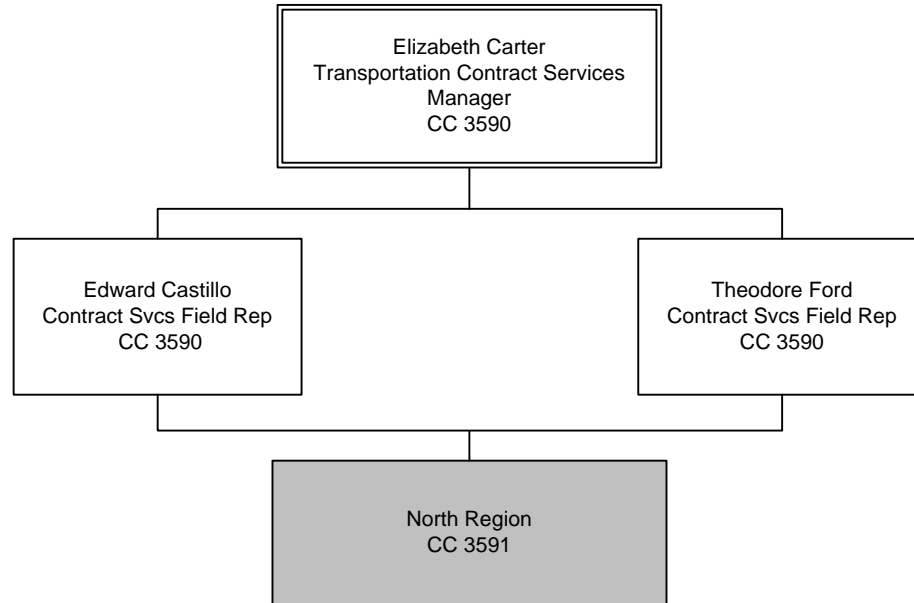 Elizabeth Carter
Transportation Contract Services
Manager
CC 3590
Edward Castillo
Contract Svcs Field Rep
CC 3590
Theodore Ford
Contract Svcs Field Rep
CC 3590
North Region
CC 3591